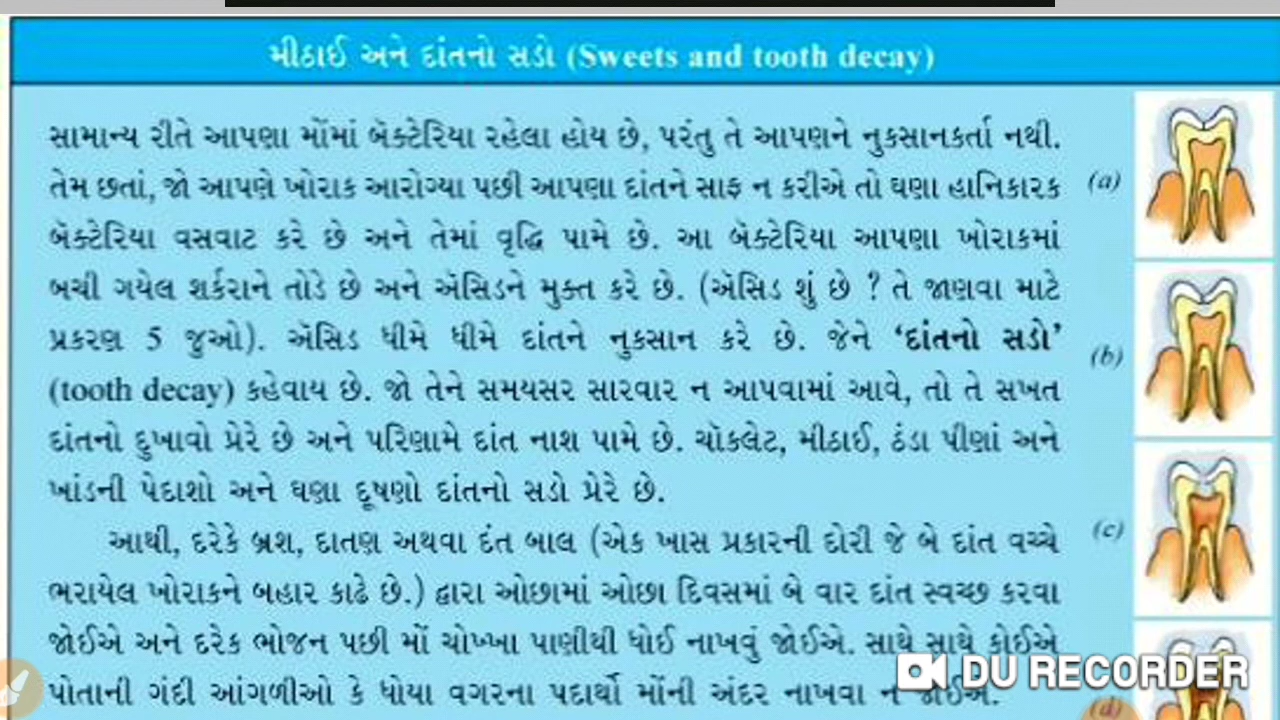 મીઠાઈ અને દાંતનો સડો (Sweets and tooth decay)
સામાન્ય રીતે આપણા મોંમાં બૅક્ટેરિયા રહેલા હોય છે, પરંતુ તે આપણને નુકસાનકર્તા નથી.
તેમ છતાં, જો આપણે ખોરાક આરોગ્યા પછી આપણા દાંતને સાફ ન કરીએ તો ઘણા હાનિકારક
બૅક્ટેરિયા વસવાટ કરે છે અને તેમાં વૃદ્ધિ પામે છે. આ બૅક્ટેરિયા આપણા ખોરાકમાં
બચી ગયેલ શર્કરાને તોડે છે અને ઍસિડને મુક્ત કરે છે. (ઍસિડ શું છે ? તે જાણવા માટે
પ્રકરણ 5 જુઓ). ઍસિડ ધીમે ધીમે દાંતને નુકસાન કરે છે. જેને ‘દાંતનો સડો’
(tooth decay) કહેવાય છે. જો તેને સમયસર સારવાર ન આપવામાં આવે, તો તે સખત
દાંતનો દુખાવો પ્રેરે છે અને પરિણામે દાંત નાશ પામે છે. ચૉકલેટ, મીઠાઈ, ઠંડા પીણાં અને
ખાંડની પેદાશો અને ઘણા દૂષણો દાંતનો સડો પ્રેરે છે.
આથી, દરેકે બ્રશ, દાતણ અથવા દંત બાલ (એક ખાસ પ્રકારની દોરી જે બે દાંત વચ્ચે
ભરાયેલ ખોરાકને બહાર કાઢે છે.) દ્વારા ઓછામાં ઓછા દિવસમાં બે વાર દાંત સ્વચ્છ કરવા
જોઈએ અને દરેક ભોજન પછી મોં ચોખ્ખા પાણીથી ધોઈ નાખવું જોઈએ. સાથે સાથે કોઈએ
પોતાની ગંદી આંગળીઓ કે ધોયા વગરના પદાર્થો મોંની અંદર નાખવા ન જોઈએ.
(a)
(b)
(c)
(d)
DU RECORDER